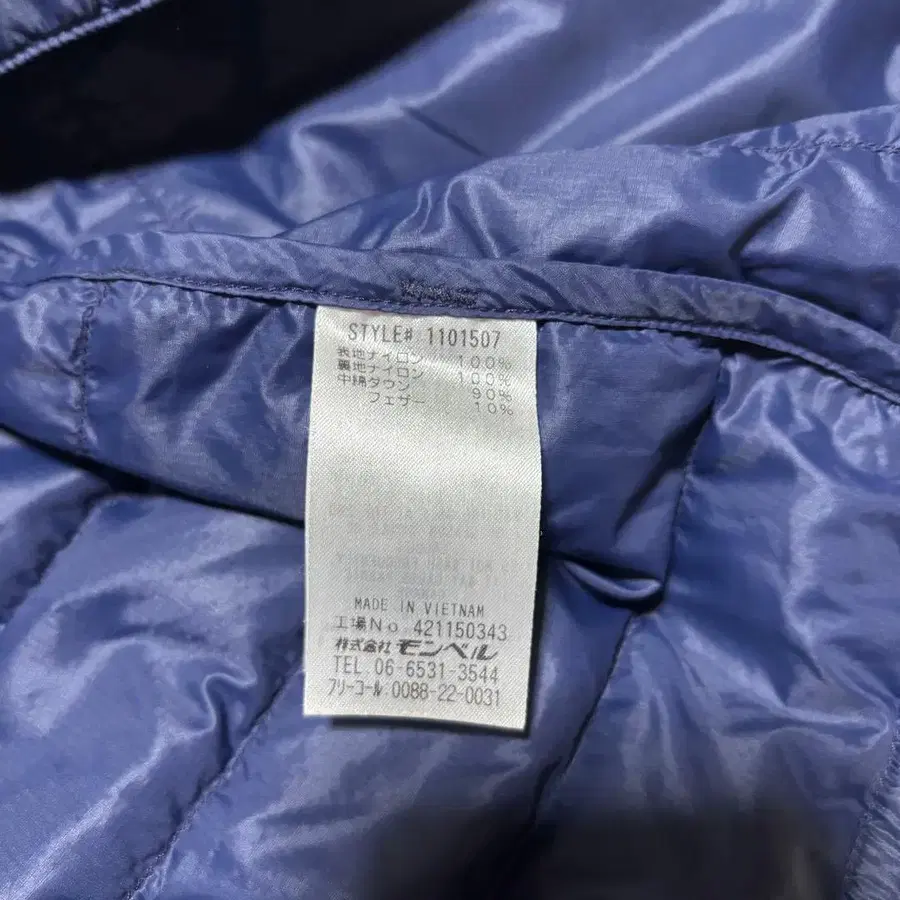 STYLE# 1101507
表地ナイロン 100%
裏地ナイロン 100%
中綿ダウン 90%
フェザー 10%
MADE IN VIETNAM
工場No 421150343
株式会社 モンベル
TEL 06-6531-3544
フリーコール:0088-22-0031